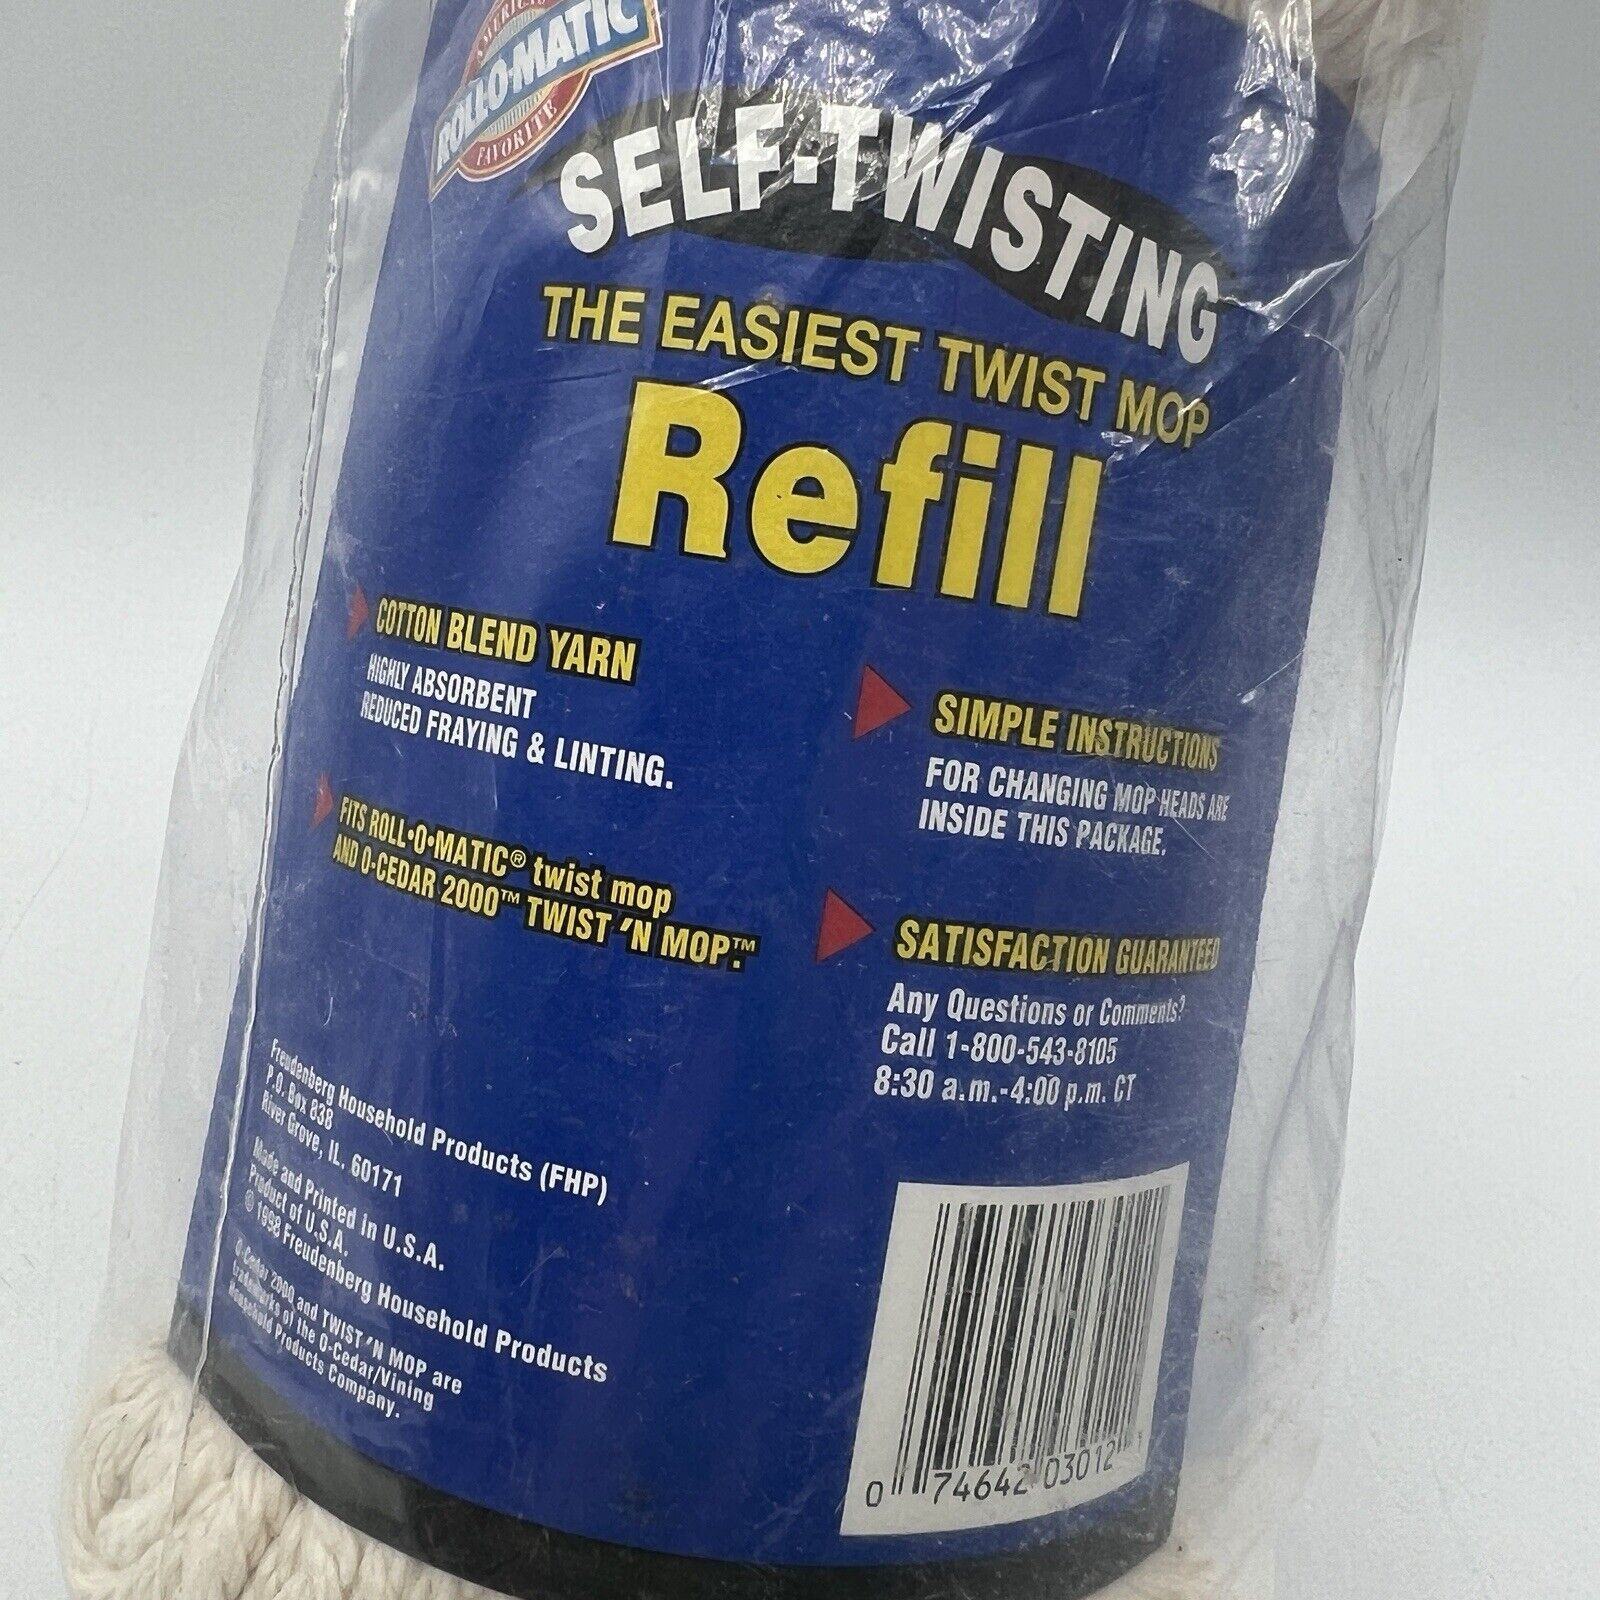 AMERICA'S
ROLL-O-MATIC
FAVORITE
SELF-TWISTING
THE EASIEST TWIST MOP
Refill
COTTON BLEND YARN
HIGHLY ABSORBENT
REDUCED FRAYING & LINTING.
FITS ROLL•O•MATIC® twist mop
AND O-CEDAR 2000™ TWIST 'N MOP™.
SIMPLE INSTRUCTIONS
FOR CHANGING MOP HEADS ARE
INSIDE THIS PACKAGE.
SATISFACTION GUARANTEED
Any Questions or Comments?
Call 1-800-543-8105
8:30 a.m.-4:00 p.m. CT
Freudenberg Household Products (FHP)
P.O. Box 838
River Grove, IL. 60171
Made and Printed in U.S.A.
Product of U.S.A.
© 1998 Freudenberg Household Products
O-Cedar 2000 and TWIST 'N MOP are
trademarks of the O-Cedar/Vining
Household Products Company.
0 74642 03012